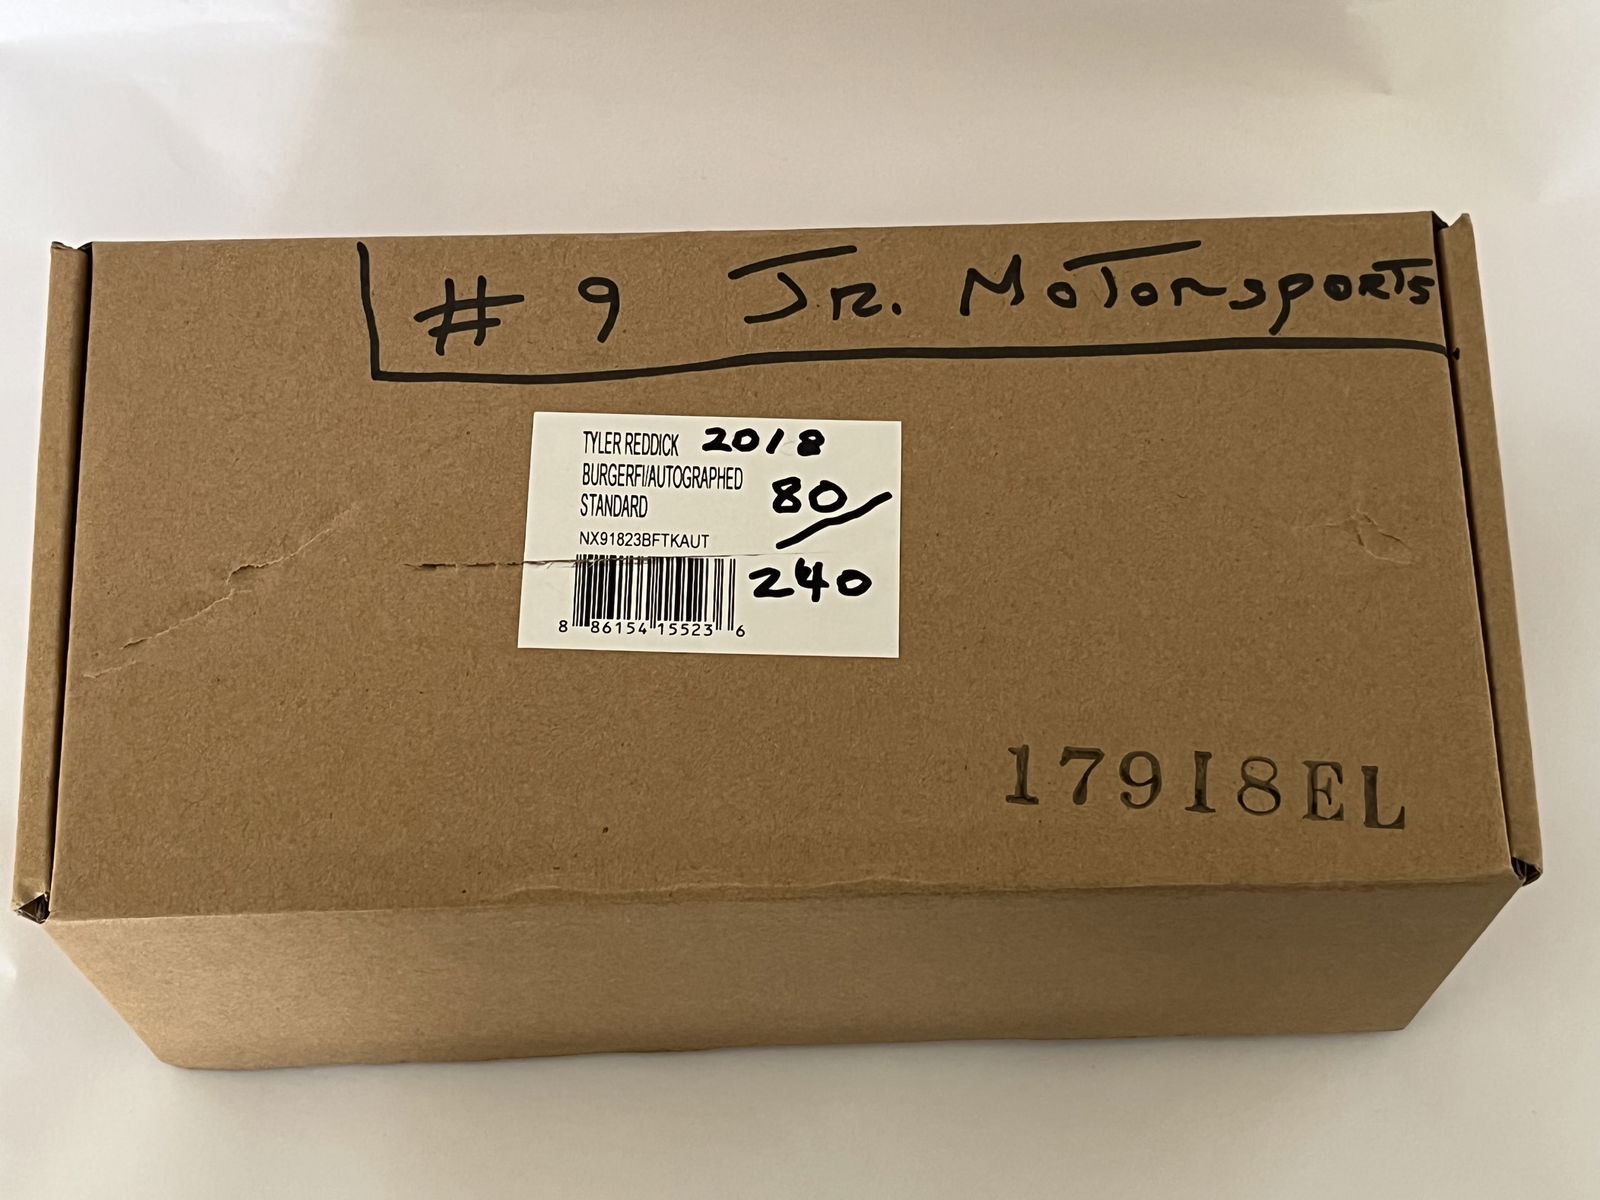 # 9 Jr. Motorsports
TYLER REDDICK 2018
BURGERFI/AUTOGRAPHED
STANDARD 80/
NX91823BFTKAUT
240
8 86154 15523 6
17918EL